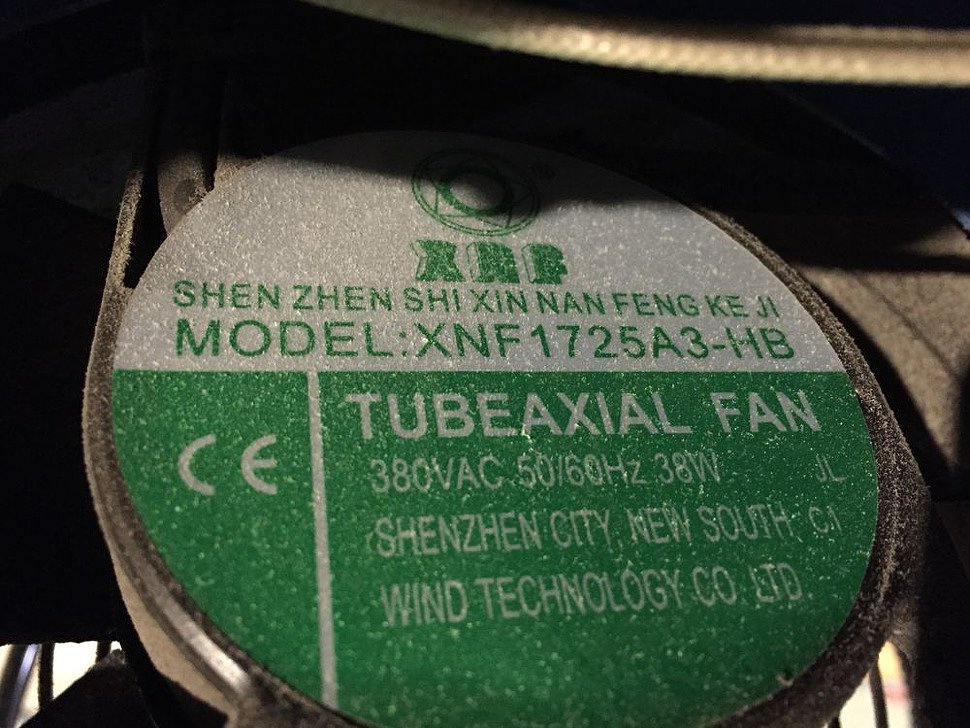 XNF
SHEN ZHEN SHI XIN NAN FENG KE JI
MODEL:XNF1725A3-HB
CE
TUBEAXIAL FAN
380VAC 50/60Hz 38W JL
SHENZHEN CITY, NEW SOUTH
WIND TECHNOLOGY CO. LTD.